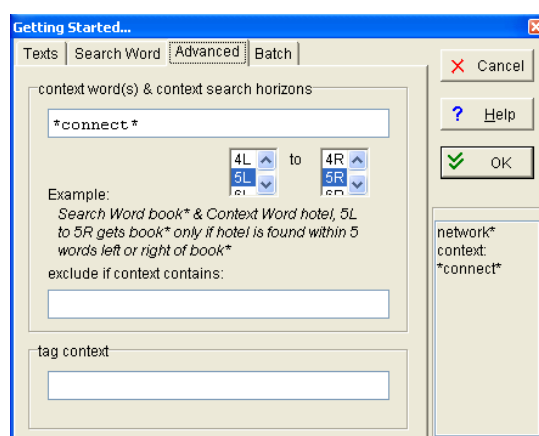 Getting Started...
Texts Search Word Advanced Batch
Cancel
context word(s) & context search horizons
*connect*
? Help
4L to 4R
5L 5R
OK
Example:
Search Word book* & Context Word hotel, 5L
to 5R gets book* only if hotel is found within 5
words left or right of book*
exclude if context contains:
network*
context:
*connect*
tag context